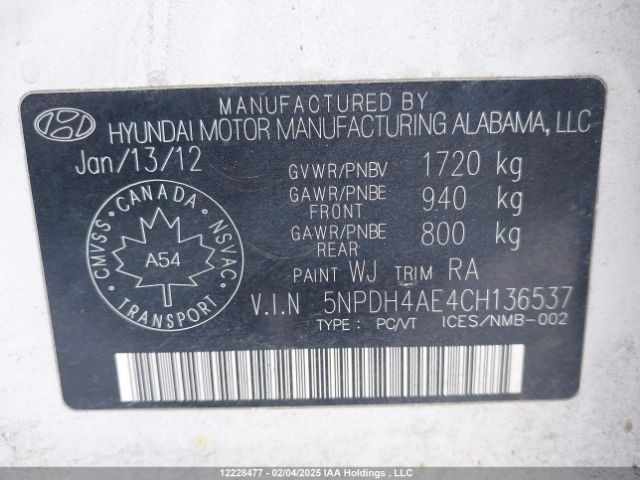 MANUFACTURED BY
HYUNDAI MOTOR MANUFACTURING ALABAMA, LLC
Jan/13/12
GVWR/PNBV 1720 kg
GAWR/PNBE FRONT 940 kg
GAWR/PNBE REAR 800 kg
PAINT WJ TRIM RA
CANADA
CMVSS • NSVAC
A54
TRANSPORT
V.I.N 5NPDH4AE4CH136537
TYPE : PC/VT ICES/NMB-002
12228477 --- 02/04/2025 IAA Holdings , LLC